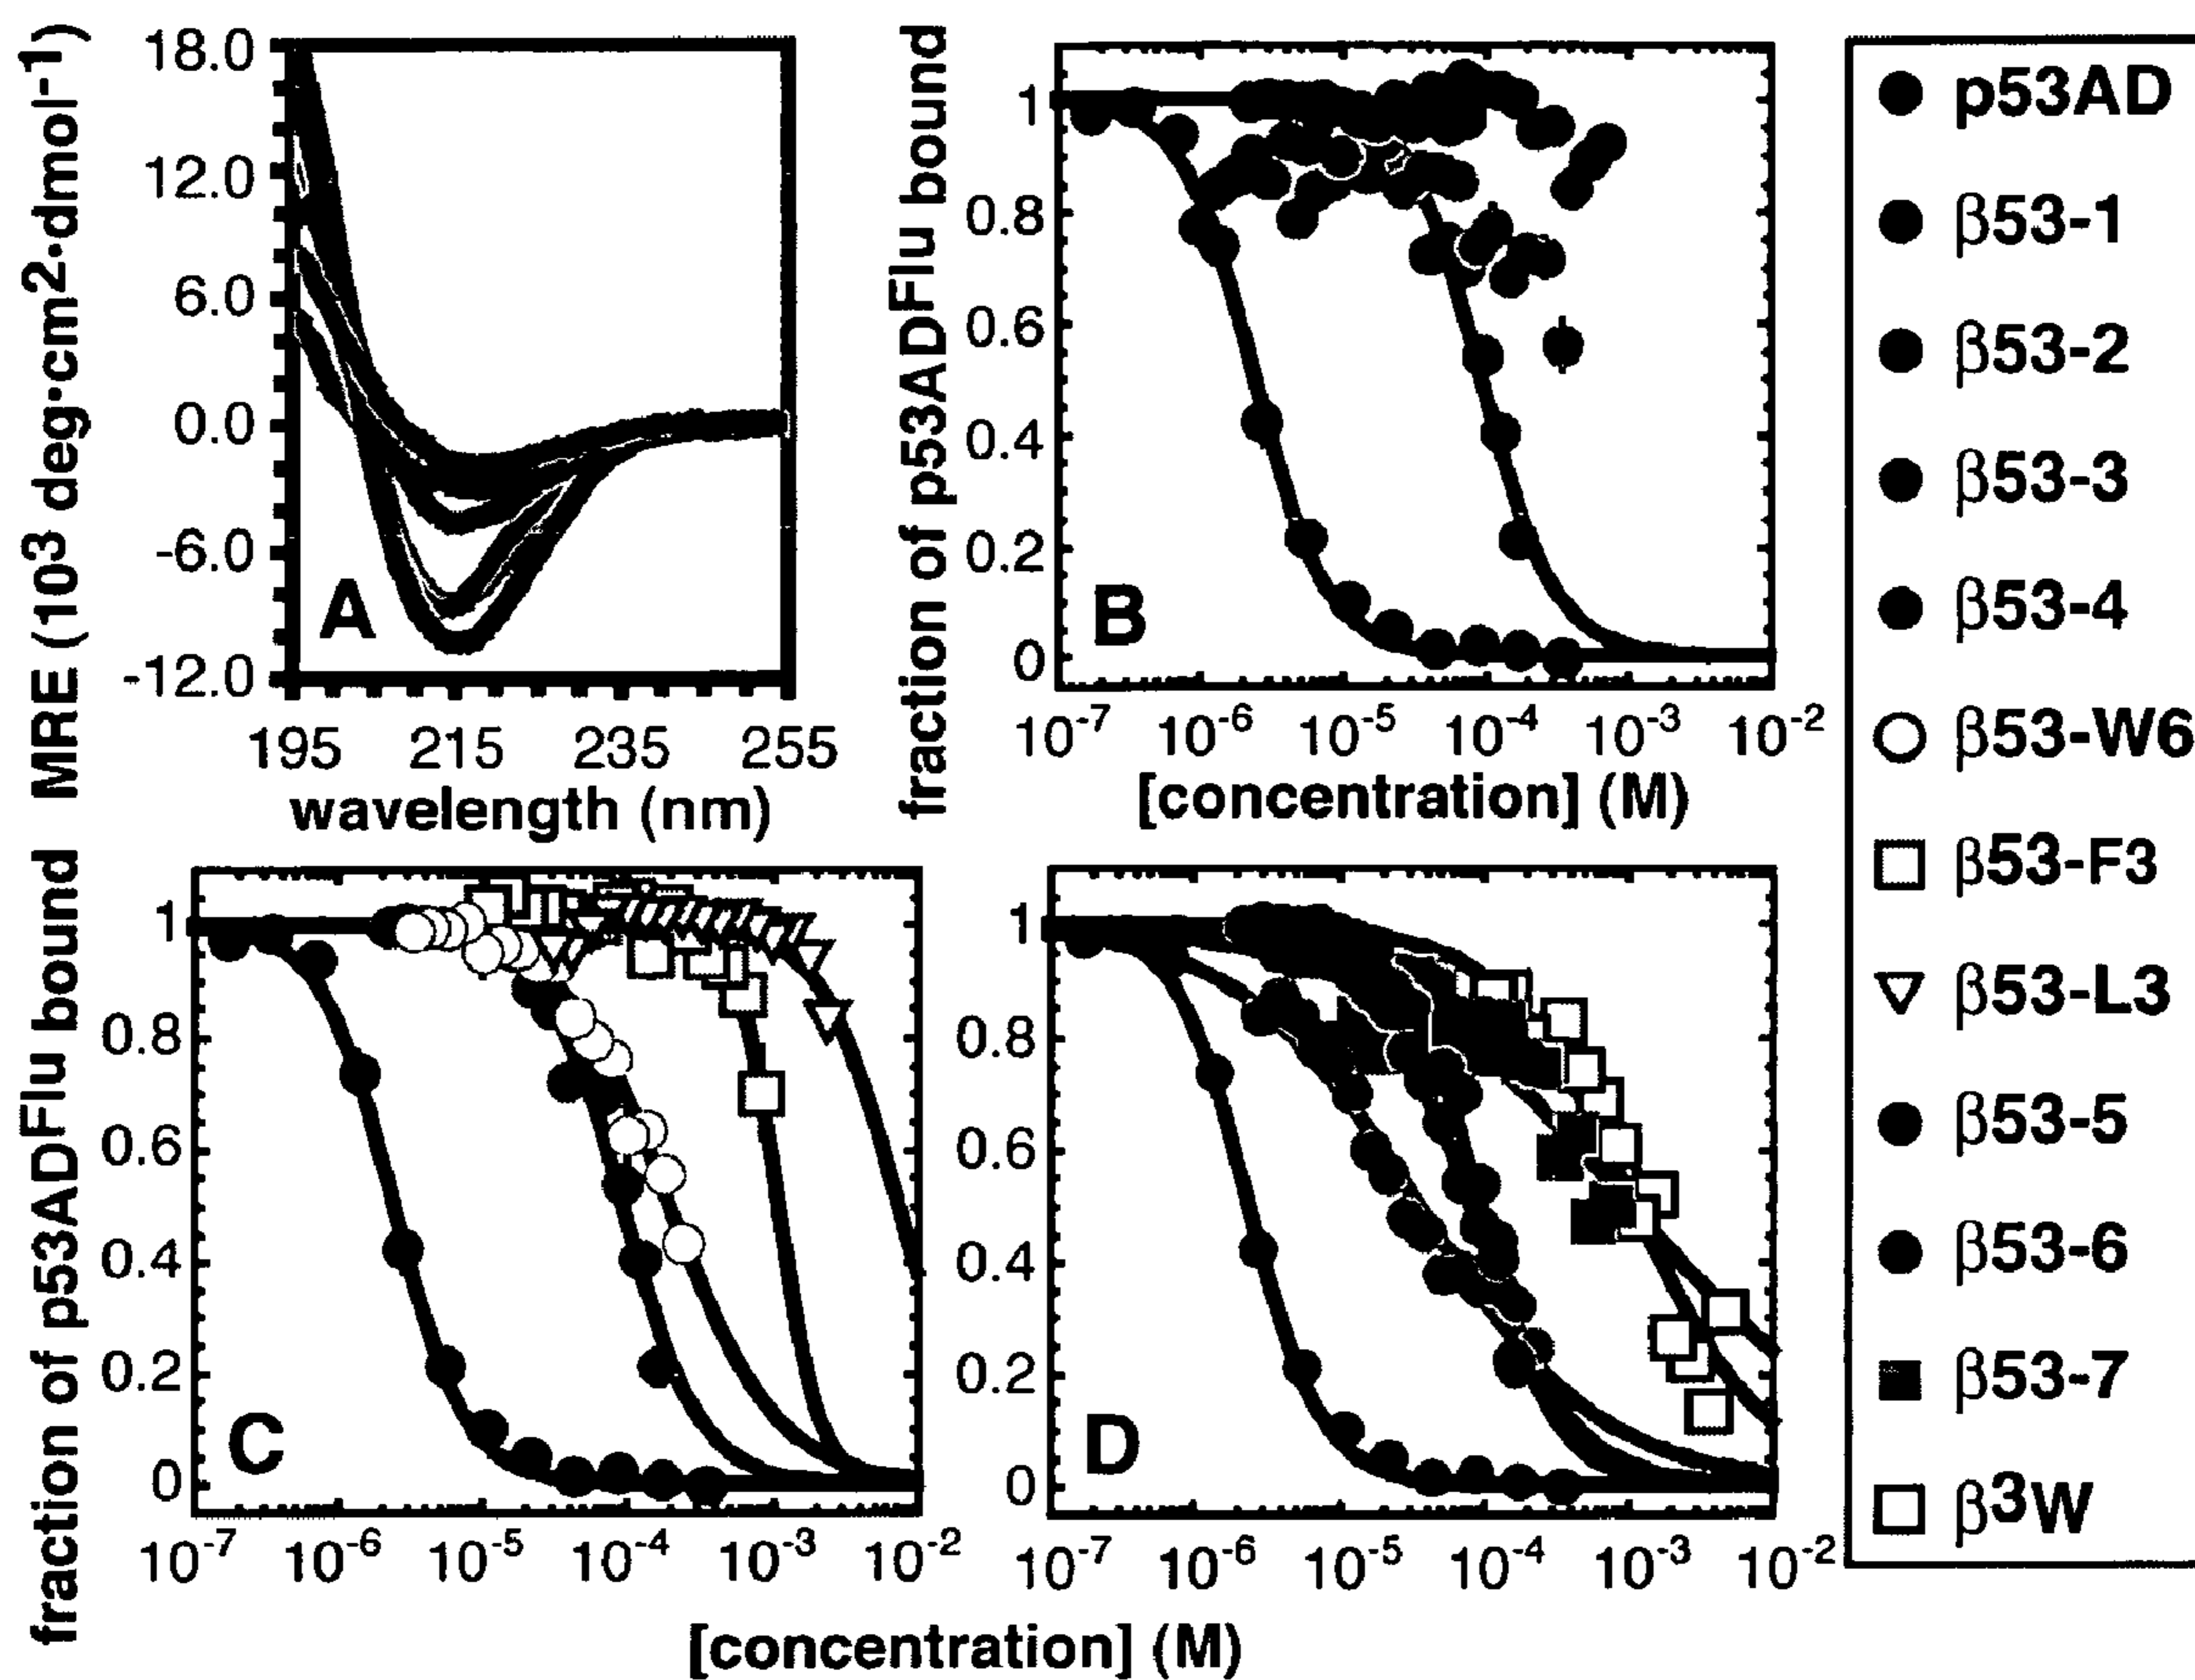 MRE (10³ deg·cm²·dmol⁻¹)
18.0
12.0
6.0
0.0
-6.0
-12.0
A
195 215 235 255
wavelength (nm)
fraction of p53ADFlu bound
1
0.8
0.6
0.4
0.2
0
B
10⁻⁷ 10⁻⁶ 10⁻⁵ 10⁻⁴ 10⁻³ 10⁻²
[concentration] (M)
fraction of p53ADFlu bound
1
0.8
0.6
0.4
0.2
0
C
10⁻⁷ 10⁻⁶ 10⁻⁵ 10⁻⁴ 10⁻³ 10⁻²
1
0.8
0.6
0.4
0.2
0
D
10⁻⁷ 10⁻⁶ 10⁻⁵ 10⁻⁴ 10⁻³ 10⁻²
[concentration] (M)
p53AD
β53-1
β53-2
β53-3
β53-4
β53-W6
β53-F3
β53-L3
β53-5
β53-6
β53-7
β³W